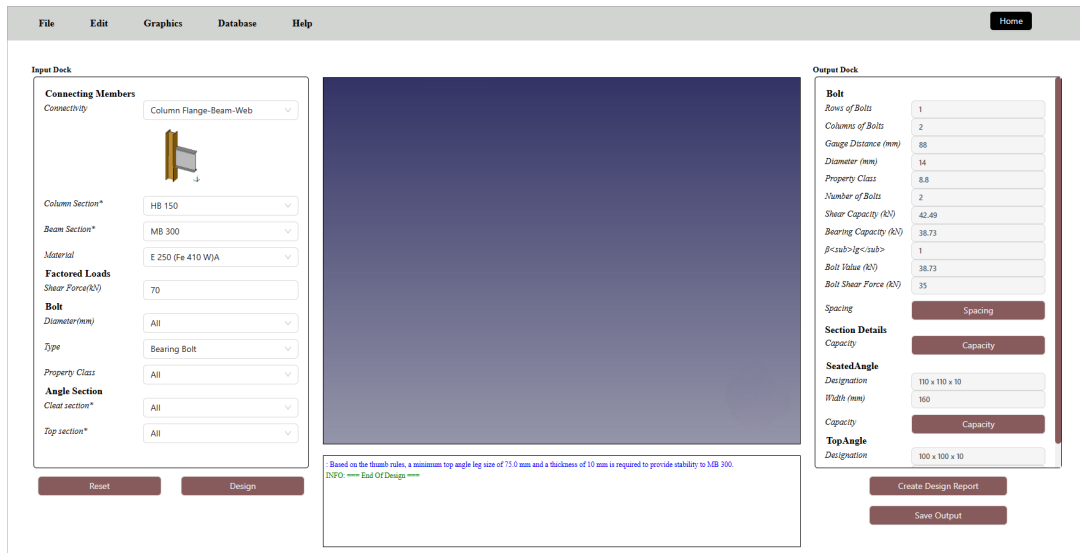 File Edit Graphics Database Help Home
Input Dock
Connecting Members
Connectivity Column Flange-Beam-Web
Column Section* HB 150
Beam Section* MB 300
Material E 250 (Fe 410 W)A
Factored Loads
Shear Force(kN) 70
Bolt
Diameter(mm) All
Type Bearing Bolt
Property Class All
Angle Section
Cleat section* All
Top section* All
Reset Design
: Based on the thumb rules, a minimum top angle leg size of 75.0 mm and a thickness of 10 mm is required to provide stability to MB 300.
INFO: === End Of Design ===
Output Dock
Bolt
Rows of Bolts 1
Columns of Bolts 2
Gauge Distance (mm) 88
Diameter (mm) 14
Property Class 8.8
Number of Bolts 2
Shear Capacity (kN) 42.49
Bearing Capacity (kN) 38.73
β<sub>lg</sub> 1
Bolt Value (kN) 38.73
Bolt Shear Force (kN) 35
Spacing Spacing
Section Details
Capacity Capacity
SeatedAngle
Designation 110 x 110 x 10
Width (mm) 160
Capacity Capacity
TopAngle
Designation 100 x 100 x 10
Create Design Report
Save Output